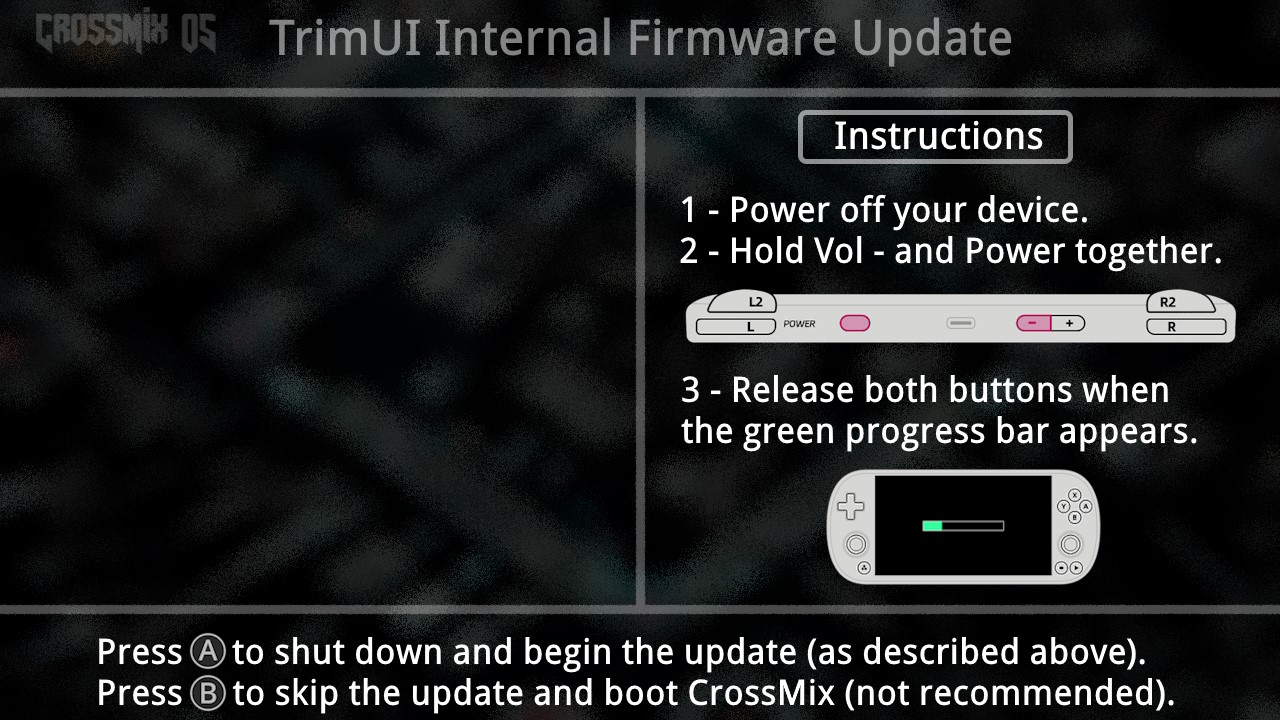 CROSSMIX OS
TrimUI Internal Firmware Update
Instructions
1 - Power off your device.
2 - Hold Vol - and Power together.
L2
R2
L
POWER
- +
R
3 - Release both buttons when
the green progress bar appears.
X
Y A
B
Press A to shut down and begin the update (as described above).
Press B to skip the update and boot CrossMix (not recommended).